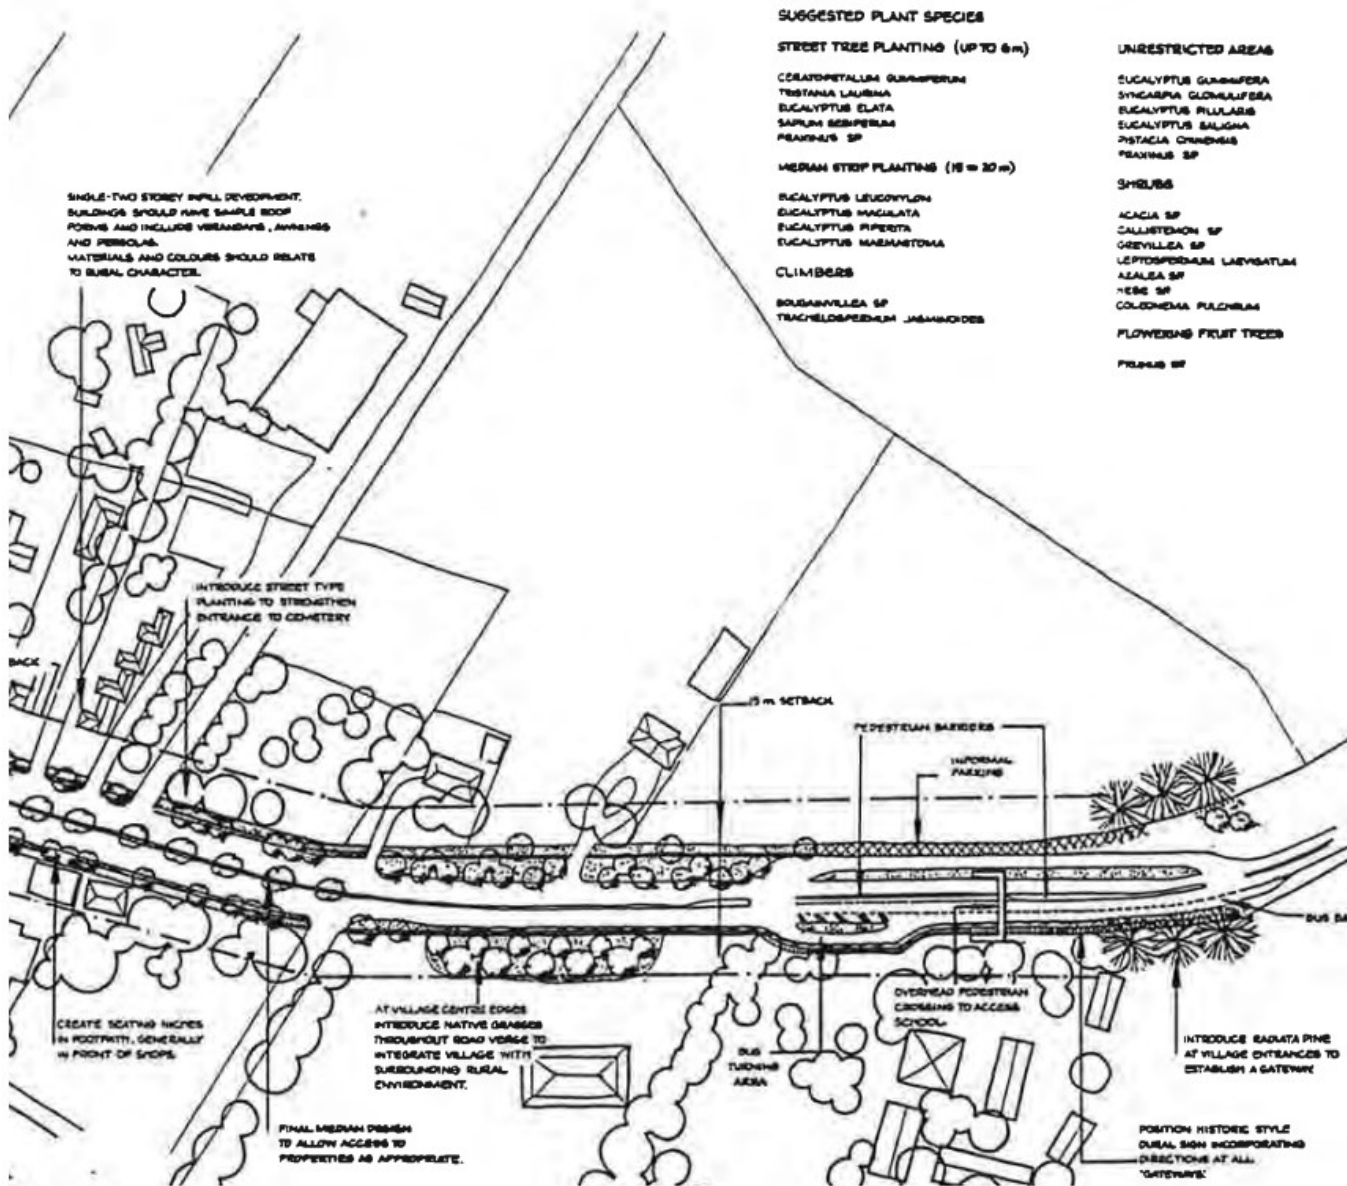 SUGGESTED PLANT SPECIES
STREET TREE PLANTING (UP TO 6m)
CERATOPETALUM GUMMIFERUM
TRISTANIA LAURINA
EUCALYPTUS ELATA
SAPIUM SEBIFERUM
FRAXINUS SP
MEDIAN STRIP PLANTING (15 - 20 m)
EUCALYPTUS LEUCOXYLON
EUCALYPTUS MACULATA
EUCALYPTUS PIPERITA
EUCALYPTUS HAEMASTOMA
CLIMBERS
BOUGAINVILLEA SP
TRACHELOSPERMUM JASMINOIDES
UNRESTRICTED AREAS
EUCALYPTUS GUMMIFERA
SYNCARPIA GLOMULIFERA
EUCALYPTUS PILULARIS
EUCALYPTUS SALIGNA
PISTACIA CHINENSIS
FRAXINUS SP
SHRUBS
ACACIA SP
CALLISTEMON SP
GREVILLEA SP
LEPTOSPERMUM LAEVIGATUM
AZALEA SP
HEBE SP
COLEONEMA PULCHRUM
FLOWERING FRUIT TREES
PRUNUS SP
SINGLE-TWO STOREY INFILL DEVELOPMENT.
BUILDINGS SHOULD HAVE SIMPLE ROOF
FORMS AND INCLUDE VERANDAHS, AWNINGS
AND PERGOLAS.
MATERIALS AND COLOURS SHOULD RELATE
TO RURAL CHARACTER.
INTRODUCE STREET TYPE
PLANTING TO STRENGTHEN
ENTRANCE TO CEMETERY
BACK
15 m SETBACK
PEDESTRIAN BARRIERS
INFORMAL
PARKING
BUS BA
CREATE SEATING NICHES
IN FOOTPATH, GENERALLY
IN FRONT OF SHOPS
AT VILLAGE CENTRE EDGES
INTRODUCE NATIVE GRASSES
THROUGHOUT ROAD VERGE TO
INTEGRATE VILLAGE WITH
SURROUNDING RURAL
ENVIRONMENT.
FINAL MEDIAN DESIGN
TO ALLOW ACCESS TO
PROPERTIES AS APPROPRIATE.
OVERHEAD PEDESTRIAN
CROSSING TO ACCESS
SCHOOL
BUS
TURNING
AREA
INTRODUCE RADIATA PINE
AT VILLAGE ENTRANCES TO
ESTABLISH A GATEWAY
POSITION HISTORIC STYLE
DURAL SIGN INCORPORATING
DIRECTIONS AT ALL
'GATEWAYS'